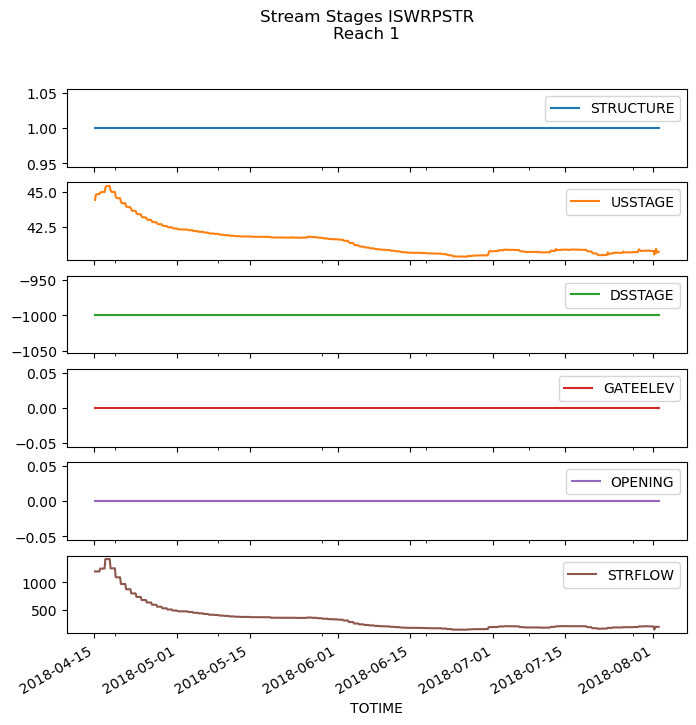 Stream Stages ISWRPSTR
Reach 1
1.05
1.00
0.95
STRUCTURE
45.0
42.5
USSTAGE
−950
−1000
−1050
DSSTAGE
0.05
0.00
−0.05
GATEELEV
0.05
0.00
−0.05
OPENING
1000
500
STRFLOW
2018-04-15
2018-05-01
2018-05-15
2018-06-01
2018-06-15
2018-07-01
2018-07-15
2018-08-01
TOTIME